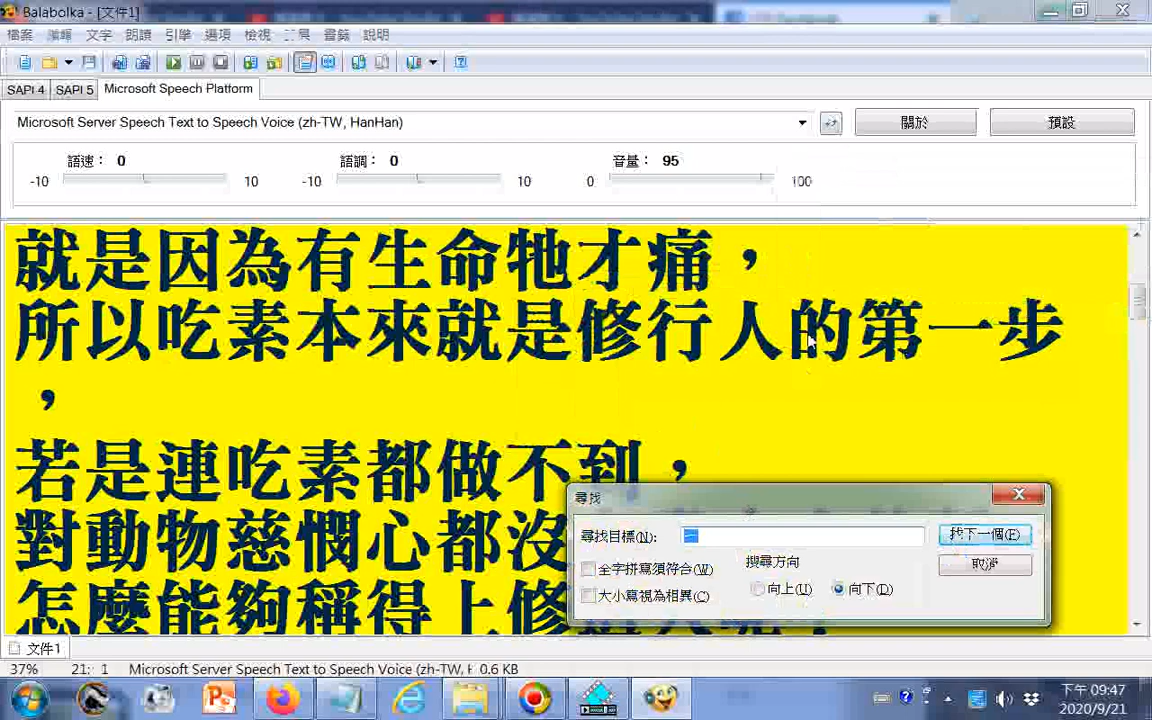 Balabolka - [文件1]
檔案 編輯 文字 朗讀 引擎 選項 檢視 工具 書籤 說明
SAPI 4 SAPI 5 Microsoft Speech Platform
Microsoft Server Speech Text to Speech Voice (zh-TW, HanHan)
關於 預設
語速： 0 語調： 0 音量： 95
-10 10 -10 10 0 100
就是因為有生命牠才痛，
所以吃素本來就是修行人的第一步
，
若是連吃素都做不到，
對動物慈憫心都沒
怎麼能夠稱得上修
尋找
尋找目標(N):
找下一個(F)
全字拼寫須符合(W)
搜尋方向
取消
大小寫視為相異(C)
向上(U) 向下(D)
文件1
37% 21: 1 Microsoft Server Speech Text to Speech Voice (zh-TW, H 0.6 KB
下午 09:47
2020/9/21